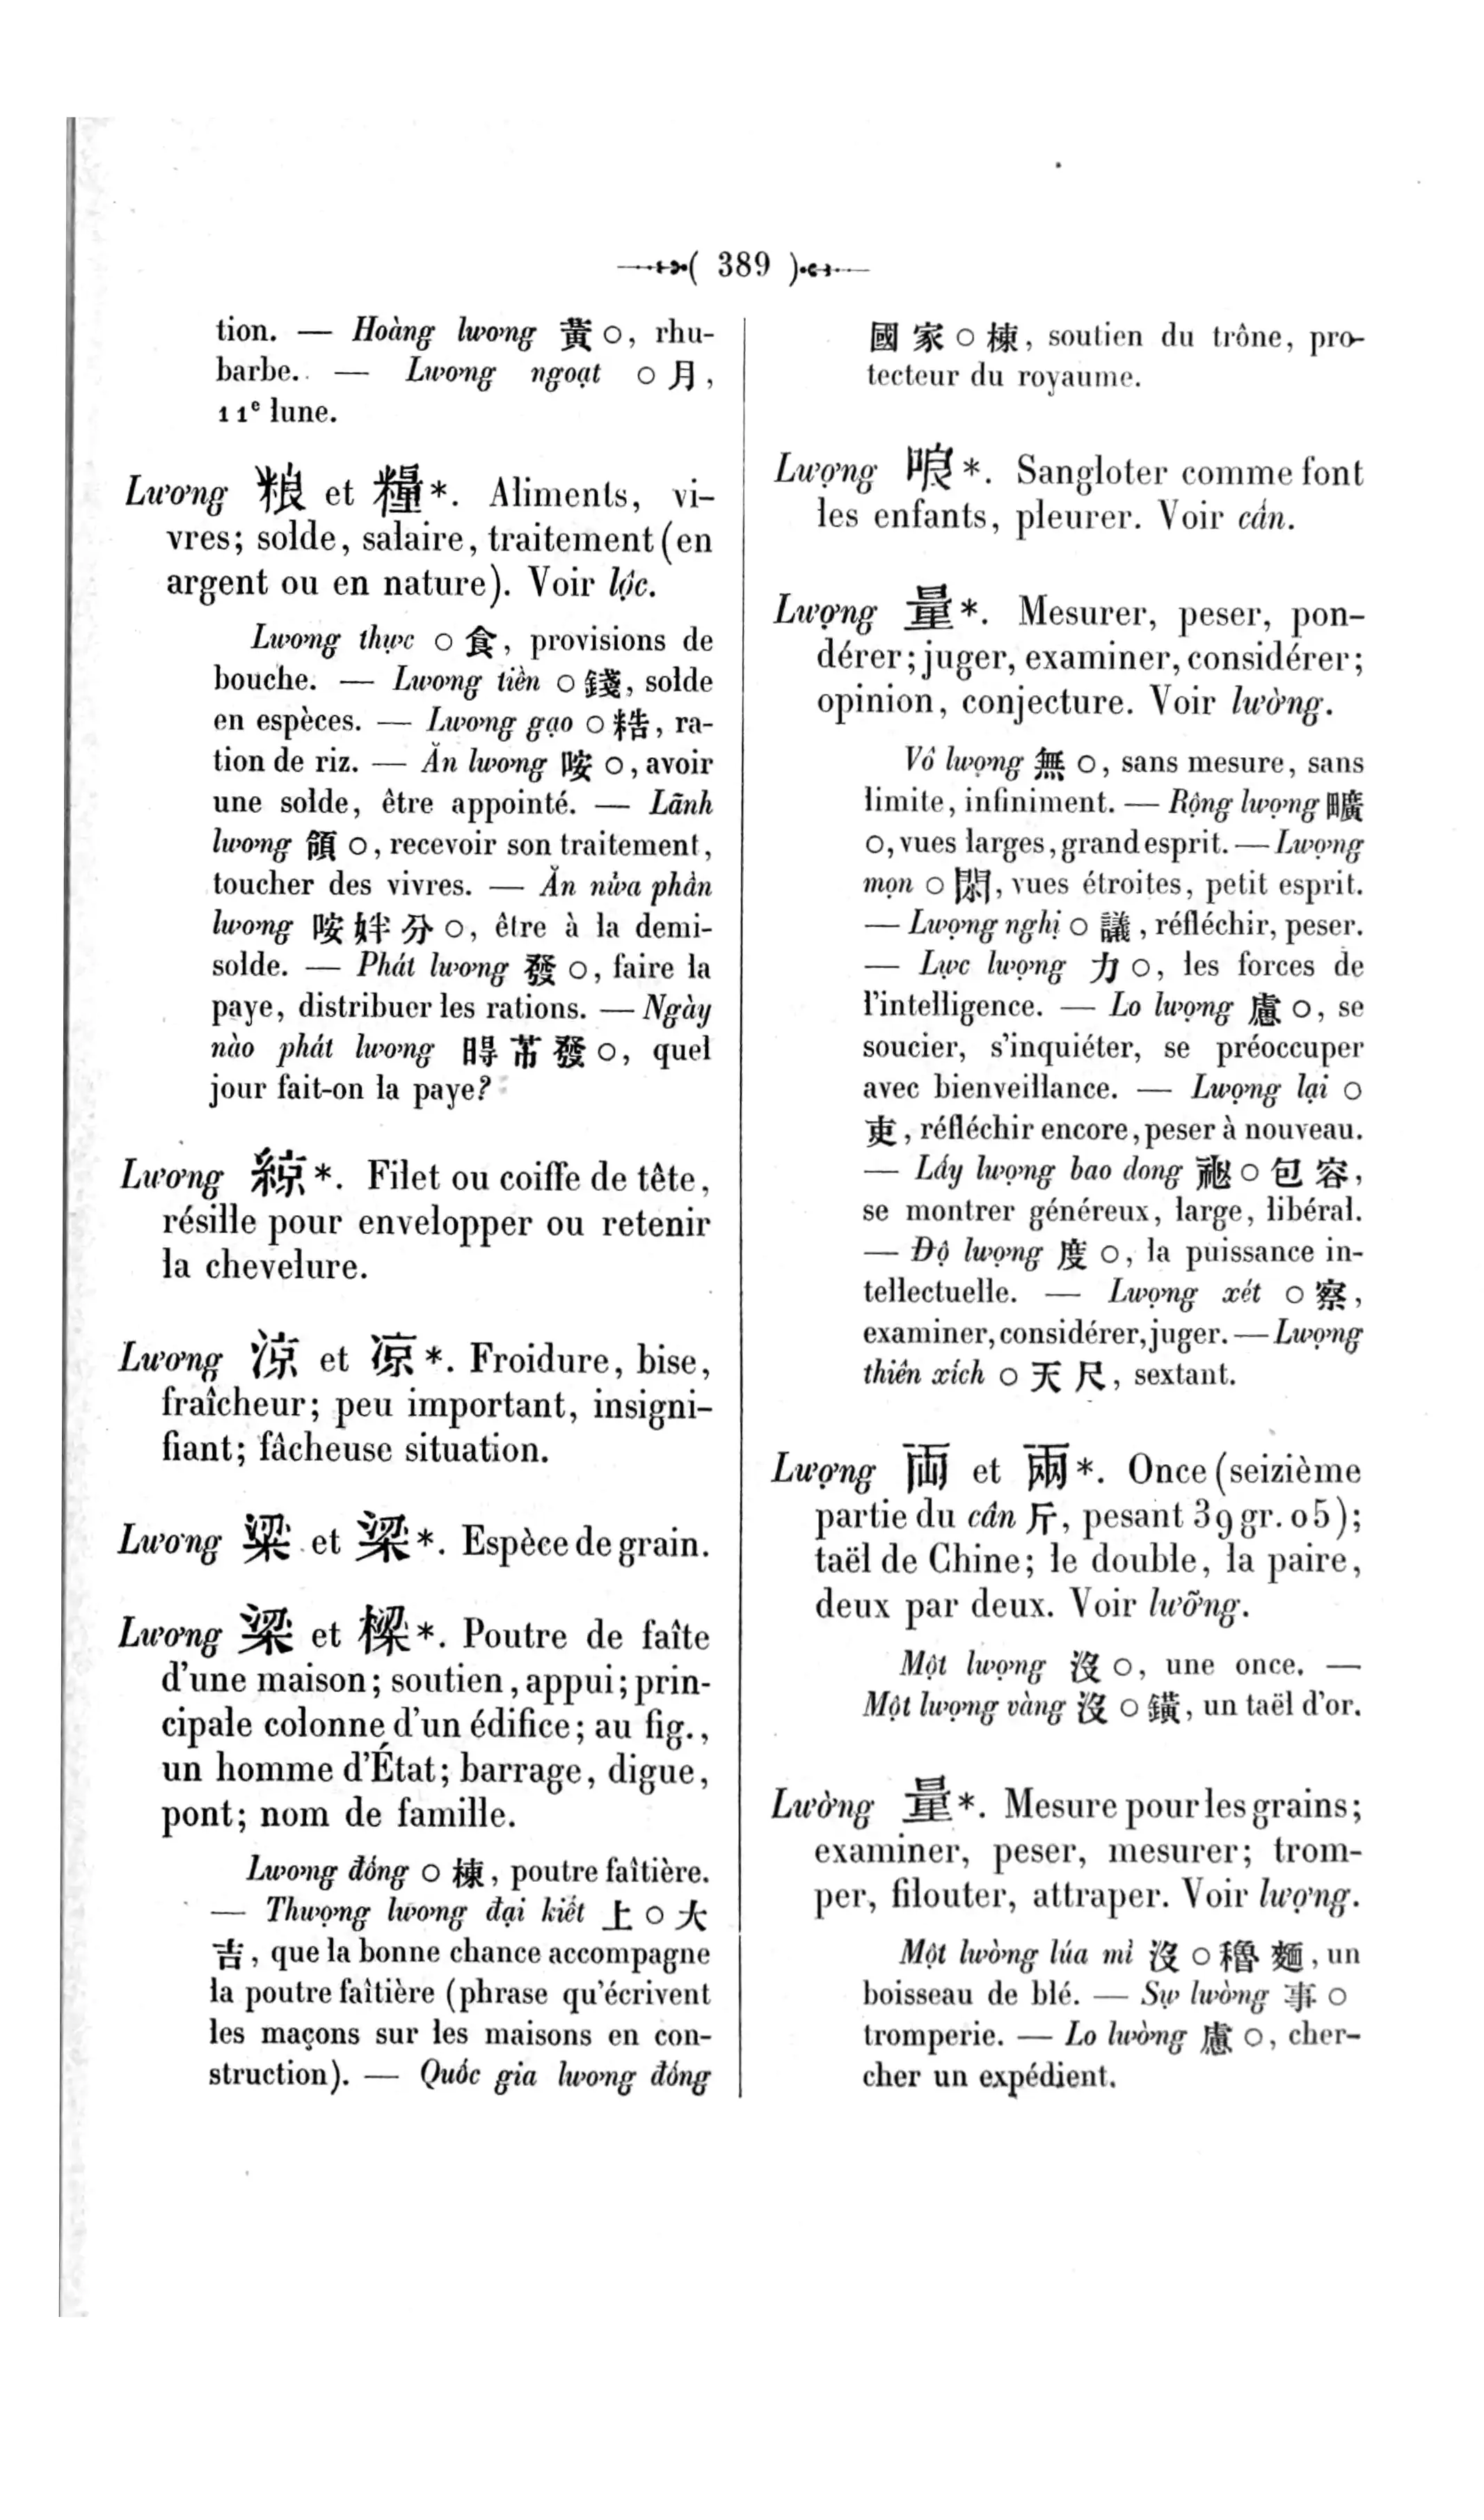 ( 389 )
tion. — Hoàng lương 黃 ○, rhu-
barbe. — Lương ngoạt ○ 月,
11e lune.
Lương 粮 et 糧 *. Aliments, vi-
vres; solde, salaire, traitement (en
argent ou en nature). Voir lộc.
Lương thực ○ 食, provisions de
bouche. — Lương tiền ○ 錢, solde
en espèces. — Lương gạo ○ 𥺊, ra-
tion de riz. — Ăn lương 咹 ○, avoir
une solde, être appointé. — Lãnh
lương 領 ○, recevoir son traitement,
toucher des vivres. — Ăn nửa phần
lương 咹 姅 分 ○, être à la demi-
solde. — Phát lương 發 ○, faire la
paye, distribuer les rations. — Ngày
nào phát lương 𣈜 芇 發 ○, quel
jour fait-on la paye?
Lương 綡 *. Filet ou coiffe de tête,
résille pour envelopper ou retenir
la chevelure.
Lương 涼 et 凉 *. Froidure, bise,
fraîcheur; peu important, insigni-
fiant; fâcheuse situation.
Lương 粱 et 梁 *. Espèce de grain.
Lương 梁 et 樑 *. Poutre de faîte
d'une maison; soutien, appui; prin-
cipale colonne d'un édifice; au fig.,
un homme d'État; barrage, digue,
pont; nom de famille.
Lương đống ○ 棟, poutre faîtière.
— Thượng lương đại kiết 上 ○ 大
吉, que la bonne chance accompagne
la poutre faîtière (phrase qu'écrivent
les maçons sur les maisons en con-
struction). — Quốc gia lương đống
國 家 ○ 棟, soutien du trône, pro-
tecteur du royaume.
Lượng 哴 *. Sangloter comme font
les enfants, pleurer. Voir cắn.
Lượng 量 *. Mesurer, peser, pon-
dérer; juger, examiner, considérer;
opinion, conjecture. Voir lường.
Vô lượng 無 ○, sans mesure, sans
limite, infiniment. — Rộng lượng 曠
○, vues larges, grand esprit. — Lượng
mọn ○, vues étroites, petit esprit.
— Lượng nghị ○ 議, réfléchir, peser.
— Lực lượng 力 ○, les forces de
l'intelligence. — Lo lượng 慮 ○, se
soucier, s'inquiéter, se préoccuper
avec bienveillance. — Lượng lại ○
吏, réfléchir encore, peser à nouveau.
— Lấy lượng bao dong 𥙩 ○ 包 容,
se montrer généreux, large, libéral.
— Độ lượng 度 ○, la puissance in-
tellectuelle. — Lượng xét ○ 察,
examiner, considérer, juger. — Lượng
thiên xích ○ 天 尺, sextant.
Lượng 両 et 兩 *. Once (seizième
partie du cân 斤, pesant 39 gr. 05);
taël de Chine; le double, la paire,
deux par deux. Voir lưỡng.
Một lượng 沒 ○, une once. —
Một lượng vàng 沒 ○ 鐄, un taël d'or.
Lường 量 *. Mesure pour les grains;
examiner, peser, mesurer; trom-
per, filouter, attraper. Voir lượng.
Một lường lúa mì 沒 ○ 穭 麵, un
boisseau de blé. — Sự lường 事 ○
tromperie. — Lo lường 慮 ○, cher-
cher un expédient.